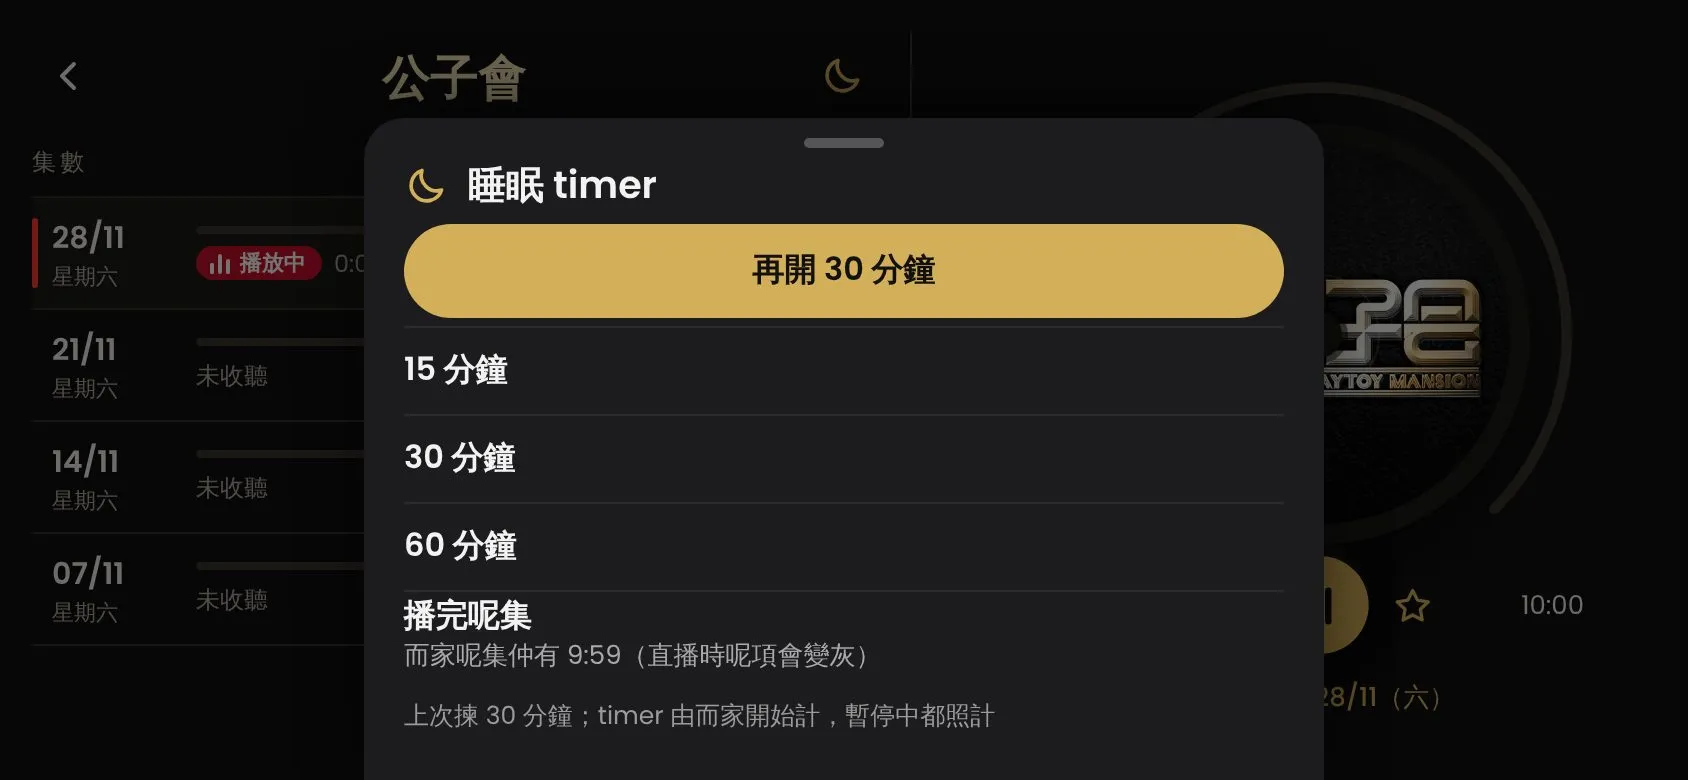 公子會
集數
28/11
星期六
播放中
21/11
星期六
未收聽
14/11
星期六
未收聽
07/11
星期六
未收聽
睡眠 timer
再開 30 分鐘
15 分鐘
30 分鐘
60 分鐘
播完呢集
而家呢集仲有 9:59（直播時呢項會變灰）
上次揀 30 分鐘；timer 由而家開始計，暫停中都照計
MANSION
10:00
28/11（六）